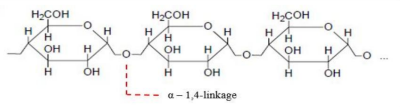 H₂COH H₂COH H₂COH
H O H O H O
H H H H H H
OH H OH H OH H
O O O ...
H OH H OH H OH
α – 1,4-linkage